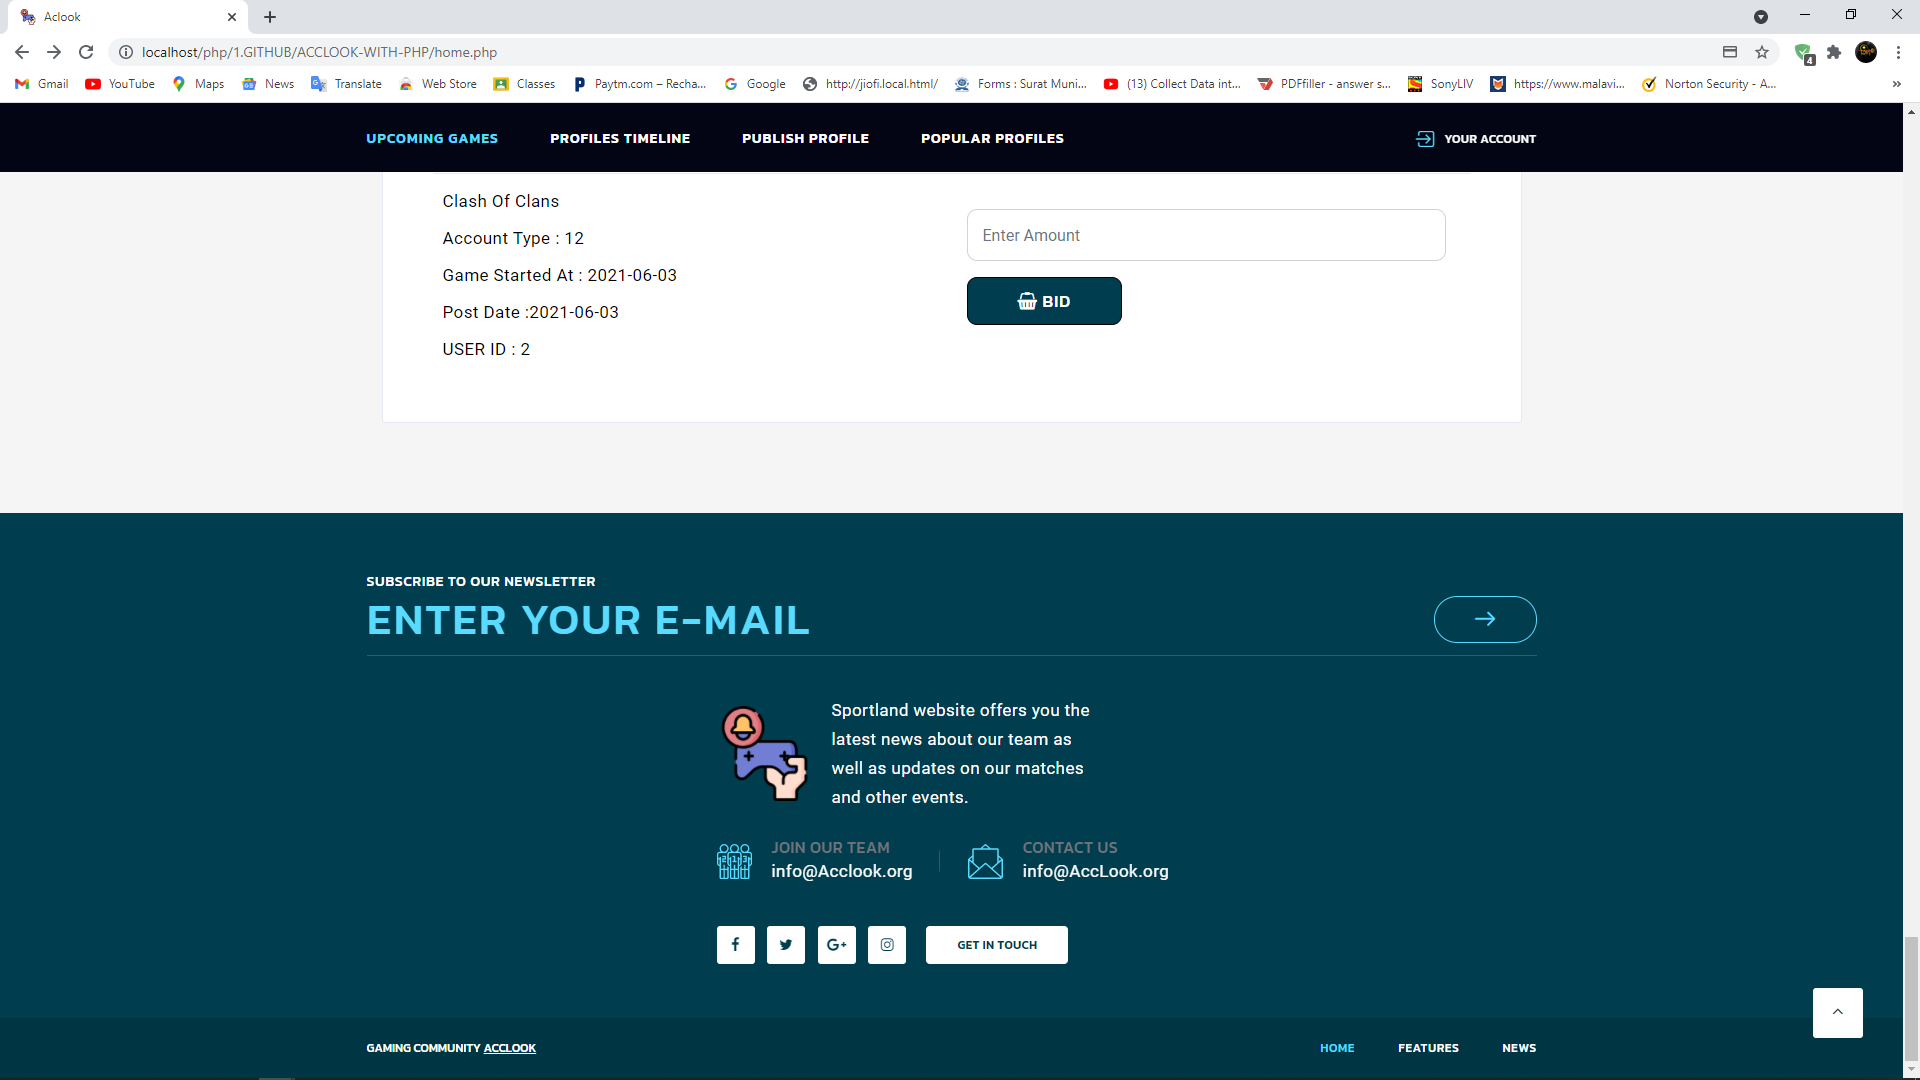 Aclook
localhost/php/1.GITHUB/ACCLOOK-WITH-PHP/home.php
4
Gmail YouTube Maps News Translate Web Store Classes Paytm.com – Recha... Google http://jiofi.local.html/ Forms : Surat Muni... (13) Collect Data int... PDFfiller - answer s... SonyLIV https://www.malavi... Norton Security - A... »
UPCOMING GAMES PROFILES TIMELINE PUBLISH PROFILE POPULAR PROFILES YOUR ACCOUNT
Clash Of Clans
Account Type : 12
Game Started At : 2021-06-03
Post Date :2021-06-03
USER ID : 2
Enter Amount
BID
SUBSCRIBE TO OUR NEWSLETTER
ENTER YOUR E-MAIL
Sportland website offers you the
latest news about our team as
well as updates on our matches
and other events.
JOIN OUR TEAM
info@Acclook.org
CONTACT US
info@AccLook.org
GET IN TOUCH
GAMING COMMUNITY ACCLOOK
HOME FEATURES NEWS